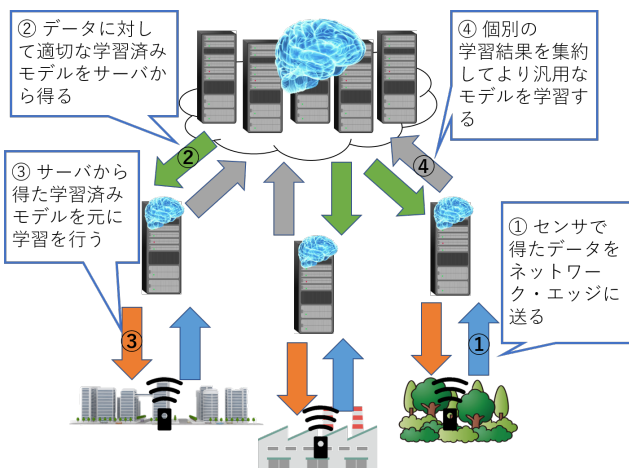 ② データに対し
て適切な学習済み
モデルをサーバか
ら得る
④ 個別の
学習結果を集約
してより汎用な
モデルを学習す
る
②
④
③ サーバから
得た学習済み
モデルを元に
学習を行う
① センサで
得たデータを
ネットワー
ク・エッジに
送る
③
①